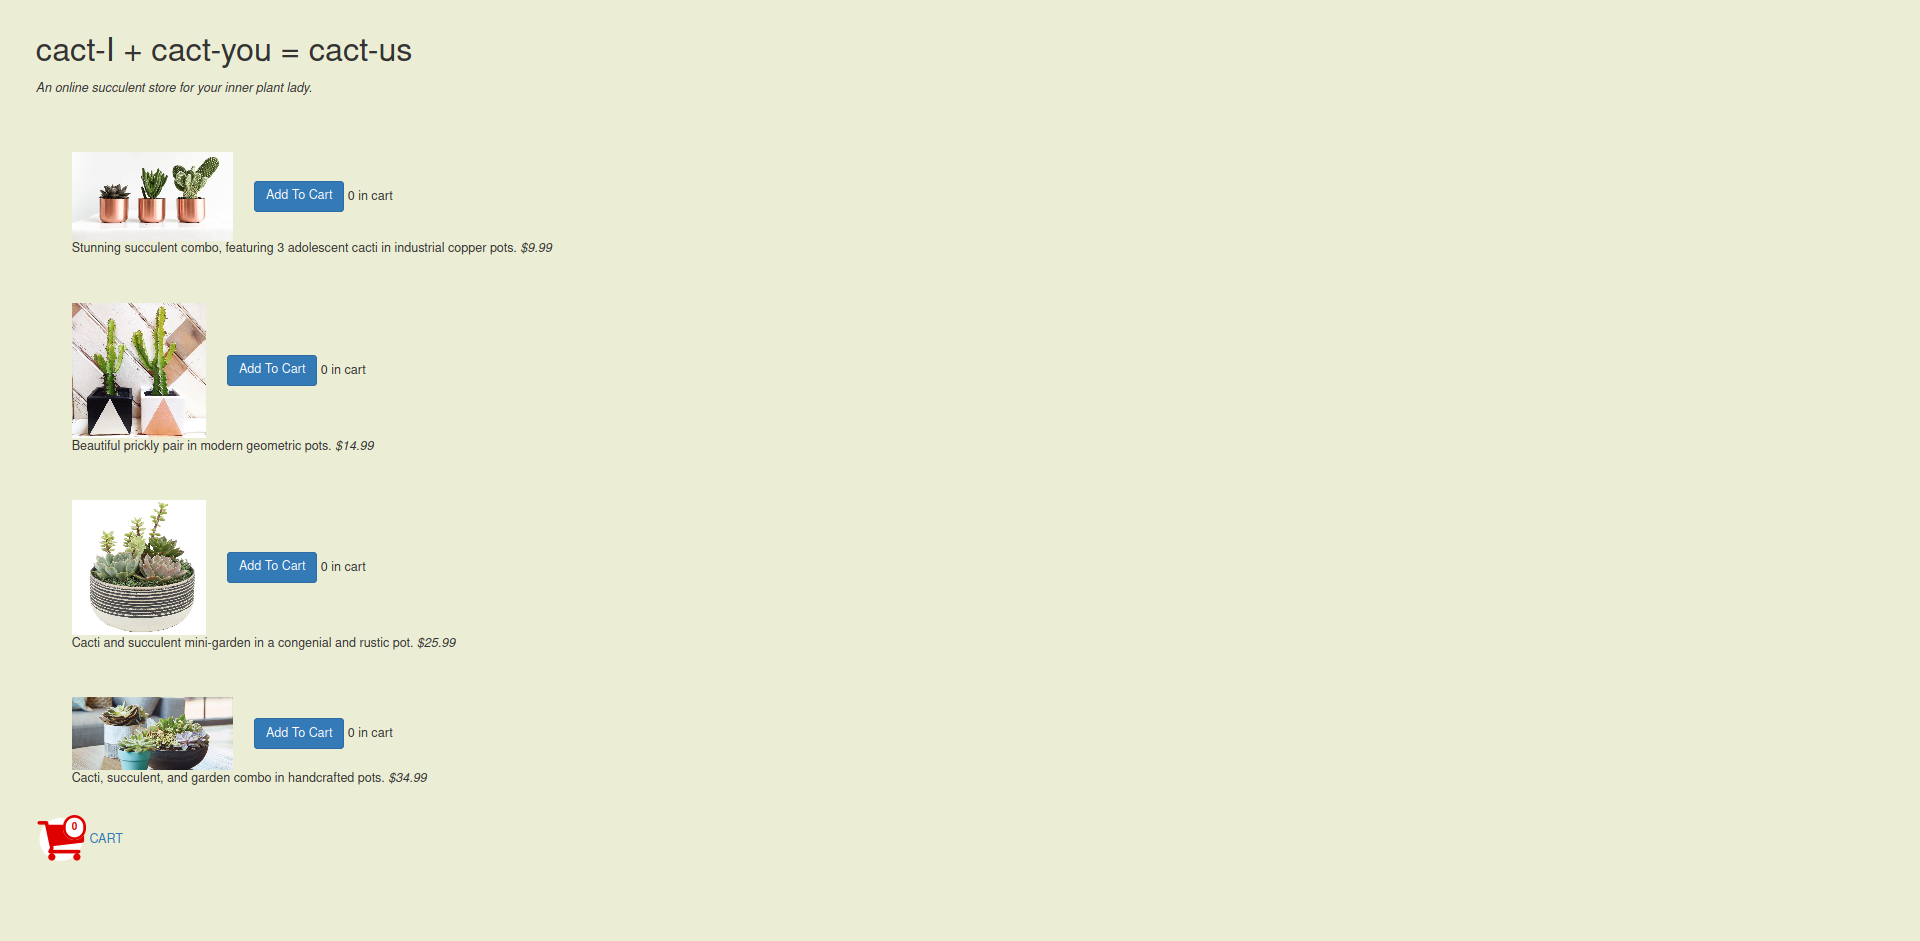 cact-I + cact-you = cact-us
An online succulent store for your inner plant lady.
Add To Cart 0 in cart
Stunning succulent combo, featuring 3 adolescent cacti in industrial copper pots. $9.99
Add To Cart 0 in cart
Beautiful prickly pair in modern geometric pots. $14.99
Add To Cart 0 in cart
Cacti and succulent mini-garden in a congenial and rustic pot. $25.99
Add To Cart 0 in cart
Cacti, succulent, and garden combo in handcrafted pots. $34.99
0 CART